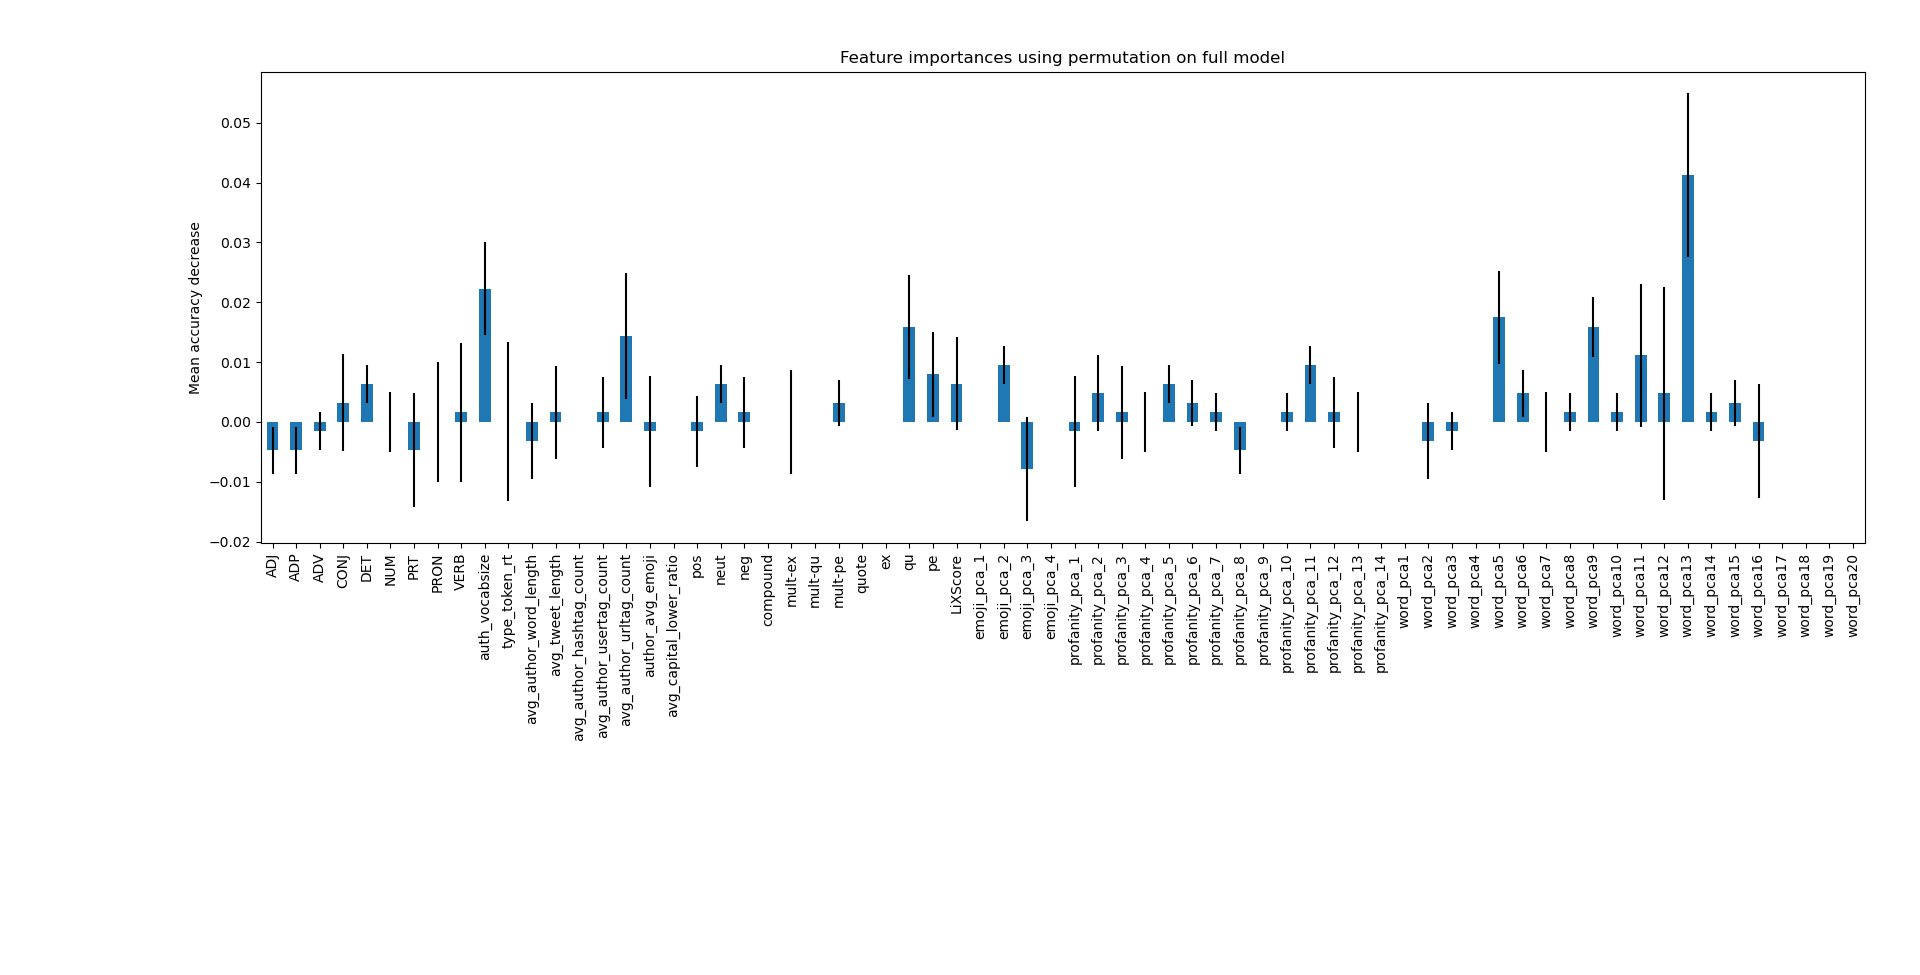 Feature importances using permutation on full model
Mean accuracy decrease
0.05
0.04
0.03
0.02
0.01
0.00
−0.01
−0.02
ADJ
ADP
ADV
CONJ
DET
NUM
PRT
PRON
VERB
auth_vocabsize
type_token_rt
avg_author_word_length
avg_tweet_length
avg_author_hashtag_count
avg_author_usertag_count
avg_author_urltag_count
author_avg_emoji
avg_capital_lower_ratio
pos
neut
neg
compound
mult-ex
mult-qu
mult-pe
quote
ex
qu
pe
LiXScore
emoji_pca_1
emoji_pca_2
emoji_pca_3
emoji_pca_4
profanity_pca_1
profanity_pca_2
profanity_pca_3
profanity_pca_4
profanity_pca_5
profanity_pca_6
profanity_pca_7
profanity_pca_8
profanity_pca_9
profanity_pca_10
profanity_pca_11
profanity_pca_12
profanity_pca_13
profanity_pca_14
word_pca1
word_pca2
word_pca3
word_pca4
word_pca5
word_pca6
word_pca7
word_pca8
word_pca9
word_pca10
word_pca11
word_pca12
word_pca13
word_pca14
word_pca15
word_pca16
word_pca17
word_pca18
word_pca19
word_pca20